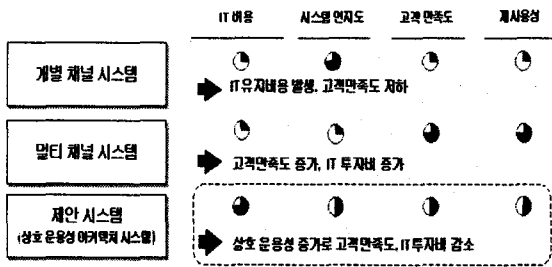 IT 비용 시스템 인지도 고객 만족도 재사용성
개별 채널 시스템
IT유지비용 발생, 고객만족도 저하
멀티 채널 시스템
고객만족도 증가, IT 투자비 증가
제안 시스템
(상호 운용성 아키텍처 시스템)
상호 운용성 증가로 고객만족도, IT투자비 감소